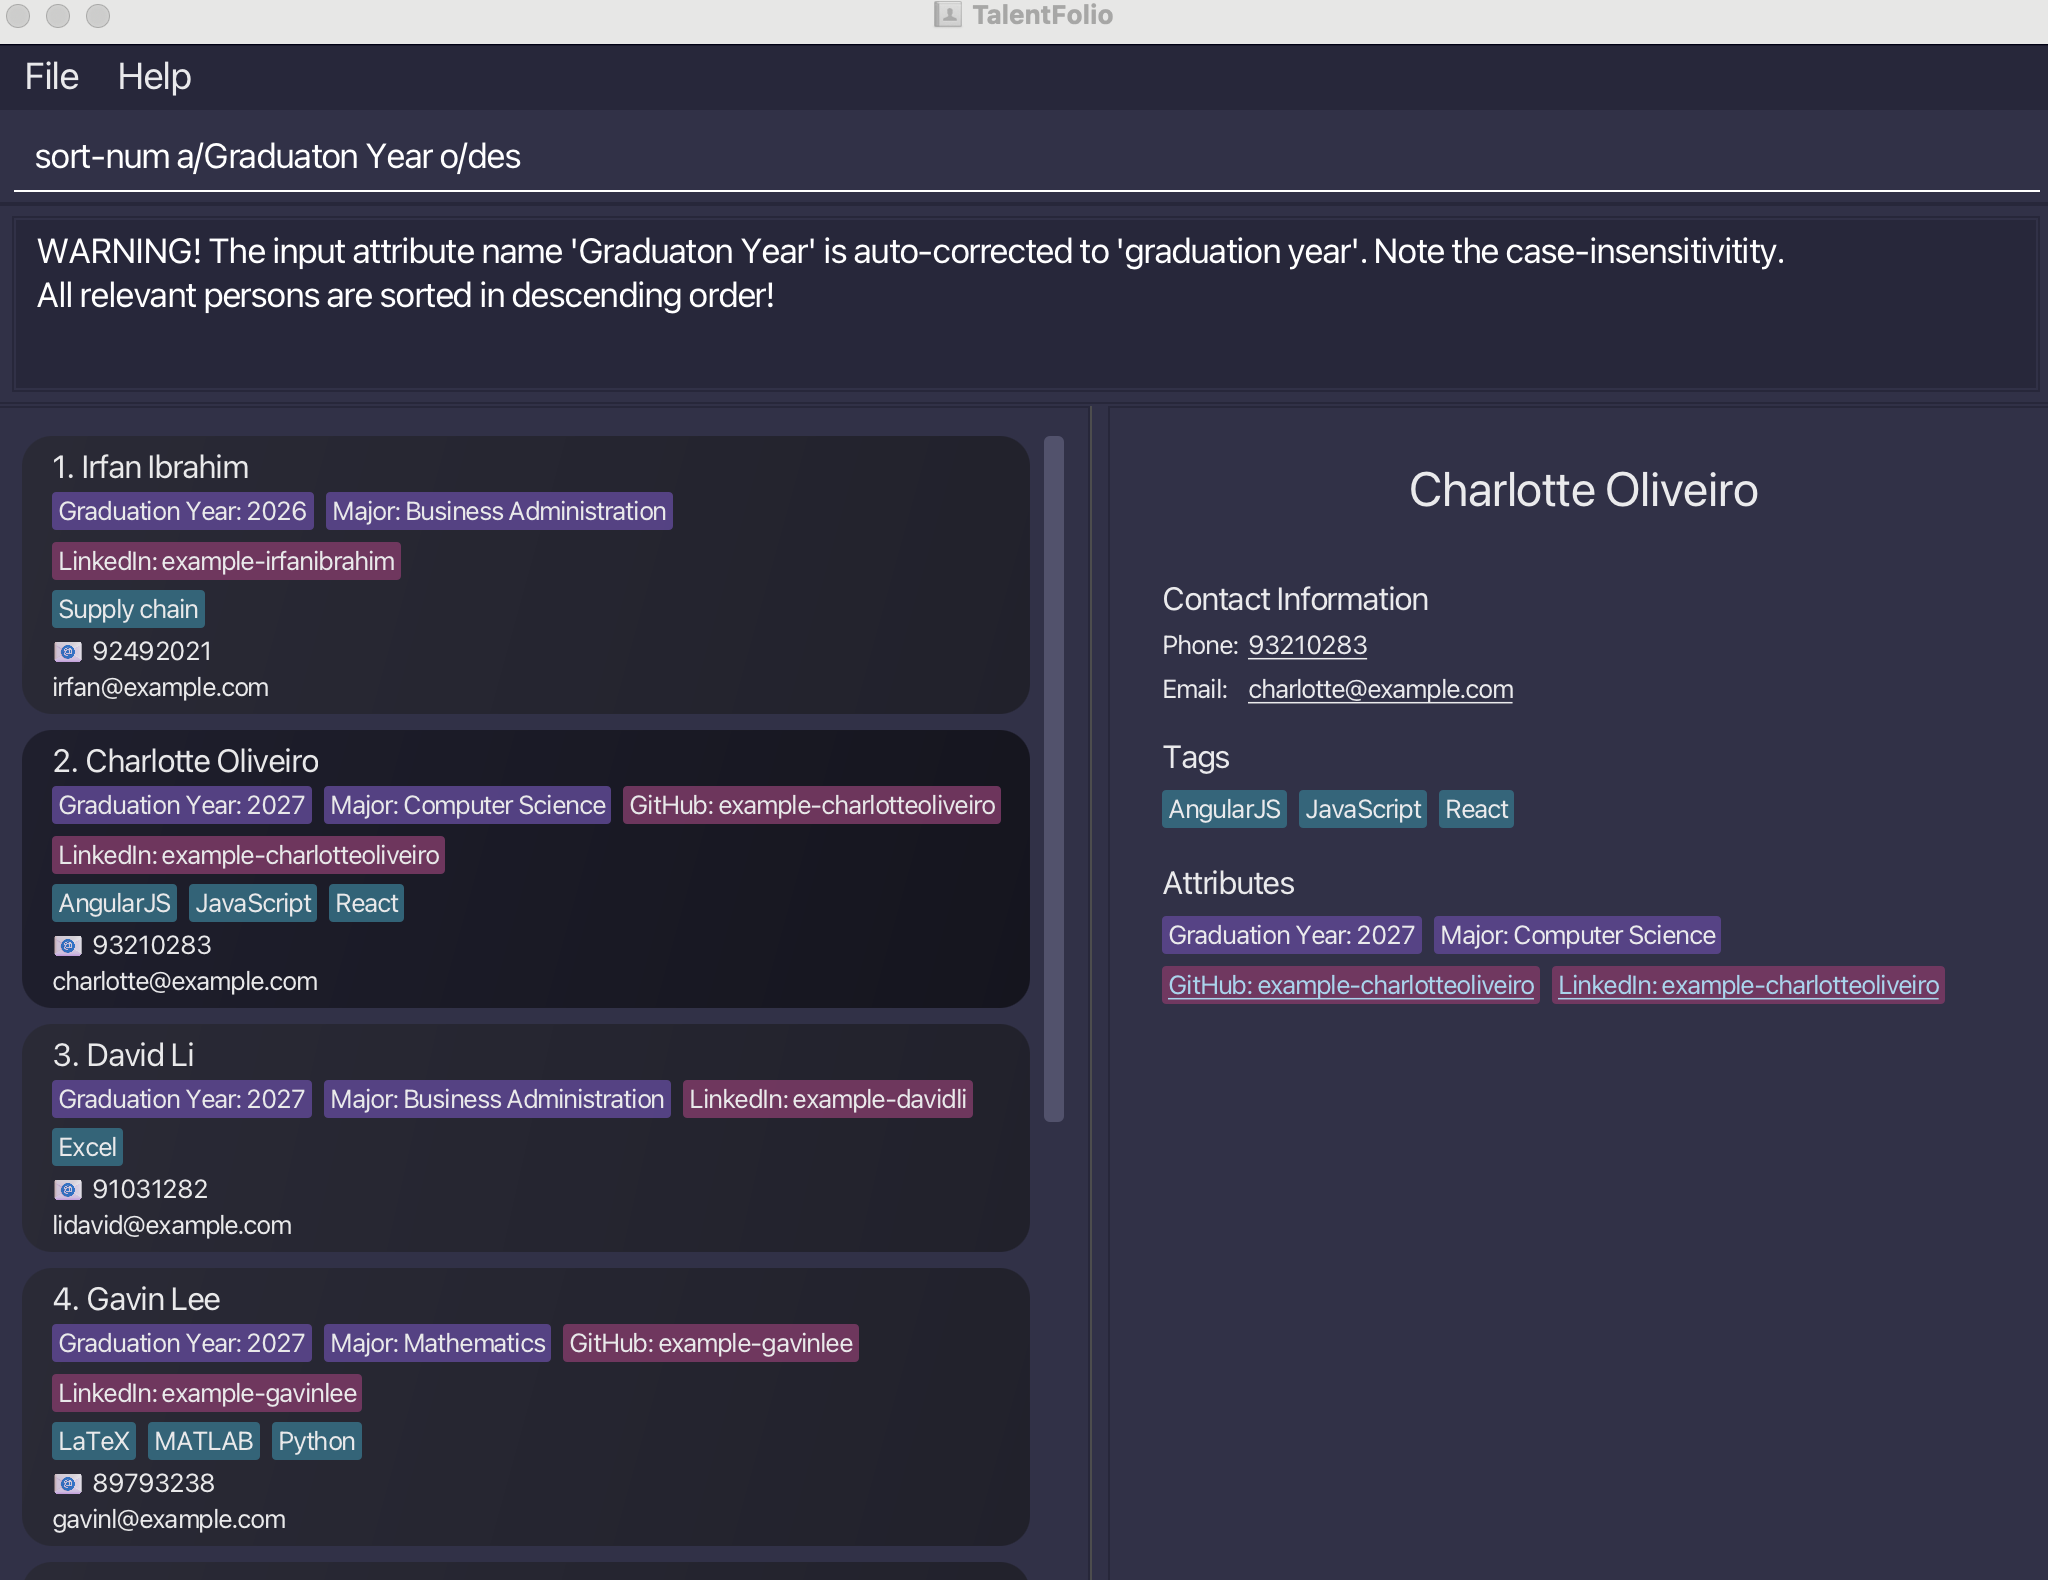 TalentFolio
File Help
sort-num a/Graduaton Year o/des
WARNING! The input attribute name 'Graduaton Year' is auto-corrected to 'graduation year'. Note the case-insensitivitity.
All relevant persons are sorted in descending order!
1. Irfan Ibrahim
Graduation Year: 2026 Major: Business Administration
LinkedIn: example-irfanibrahim
Supply chain
92492021
irfan@example.com
2. Charlotte Oliveiro
Graduation Year: 2027 Major: Computer Science GitHub: example-charlotteoliveiro
LinkedIn: example-charlotteoliveiro
AngularJS JavaScript React
93210283
charlotte@example.com
3. David Li
Graduation Year: 2027 Major: Business Administration LinkedIn: example-davidli
Excel
91031282
lidavid@example.com
4. Gavin Lee
Graduation Year: 2027 Major: Mathematics GitHub: example-gavinlee
LinkedIn: example-gavinlee
LaTeX MATLAB Python
89793238
gavinl@example.com
Charlotte Oliveiro
Contact Information
Phone: 93210283
Email: charlotte@example.com
Tags
AngularJS JavaScript React
Attributes
Graduation Year: 2027 Major: Computer Science
GitHub: example-charlotteoliveiro LinkedIn: example-charlotteoliveiro